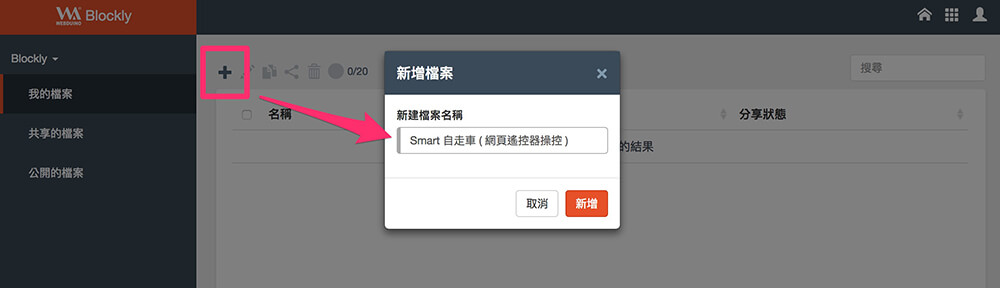 WEBDUINO
Blockly
Blockly
我的檔案
共享的檔案
公開的檔案
0/20
搜尋
名稱
分享狀態
的結果
新增檔案
新建檔案名稱
Smart 自走車 ( 網頁遙控器操控 )
取消
新增